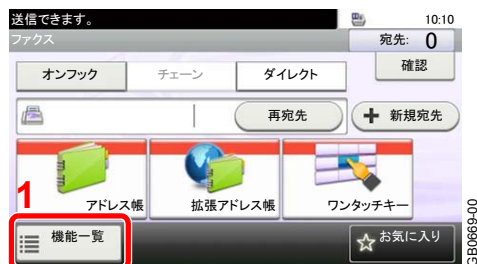 送信できます。 10:10
ファクス 宛先: 0
オンフック チェーン ダイレクト 確認
再宛先 + 新規宛先
アドレス帳 拡張アドレス帳 ワンタッチキー
1
機能一覧 お気に入り
GB0669-00